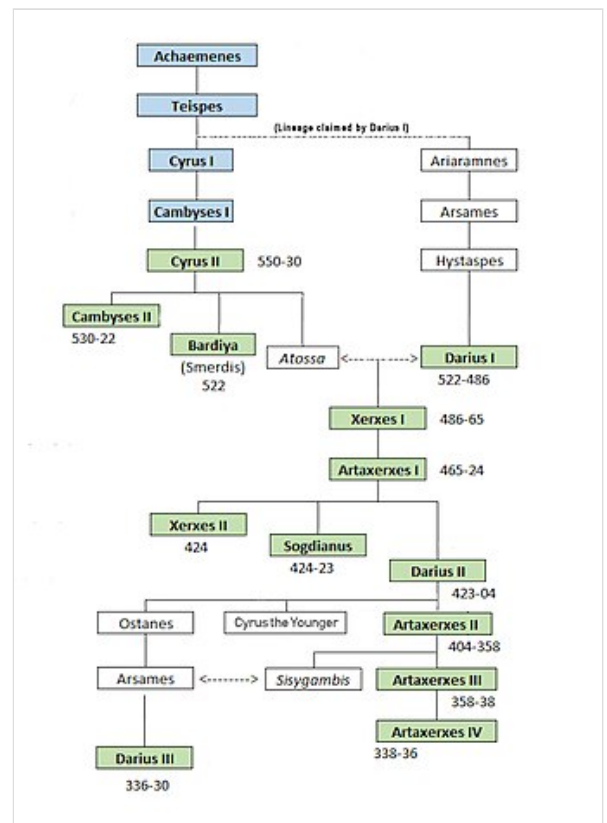 Achaemenes
Teispes
(Lineage claimed by Darius I)
Cyrus I
Ariaramnes
Cambyses I
Arsames
Cyrus II 550-30
Hystaspes
Cambyses II
530-22
Bardiya
(Smerdis)
522
Atossa <-----------> Darius I
522-486
Xerxes I 486-65
Artaxerxes I 465-24
Xerxes II
424
Sogdianus
424-23
Darius II
423-04
Ostanes
Cyrus the Younger
Artaxerxes II
404-358
Arsames <--------> Sisygambis
Artaxerxes III
358-38
Artaxerxes IV
338-36
Darius III
336-30